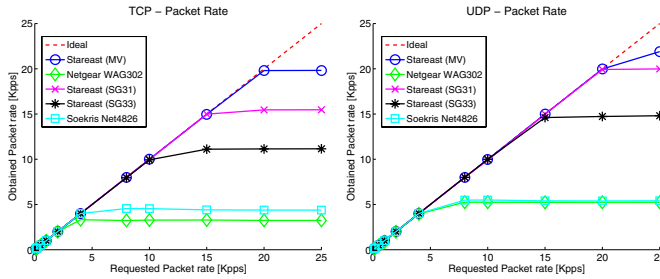 TCP – Packet Rate
25
20
15
10
5
0
Obtained Packet rate [Kpps]
Ideal
Stareast (MV)
Netgear WAG302
Stareast (SG31)
Stareast (SG33)
Soekris Net4826
5
10
15
20
25
Requested Packet rate [Kpps]
UDP – Packet Rate
25
20
15
10
5
0
Obtained Packet rate [Kpps]
Ideal
Stareast (MV)
Netgear WAG302
Stareast (SG31)
Stareast (SG33)
Soekris Net4826
5
10
15
20
25
Requested Packet rate [Kpps]